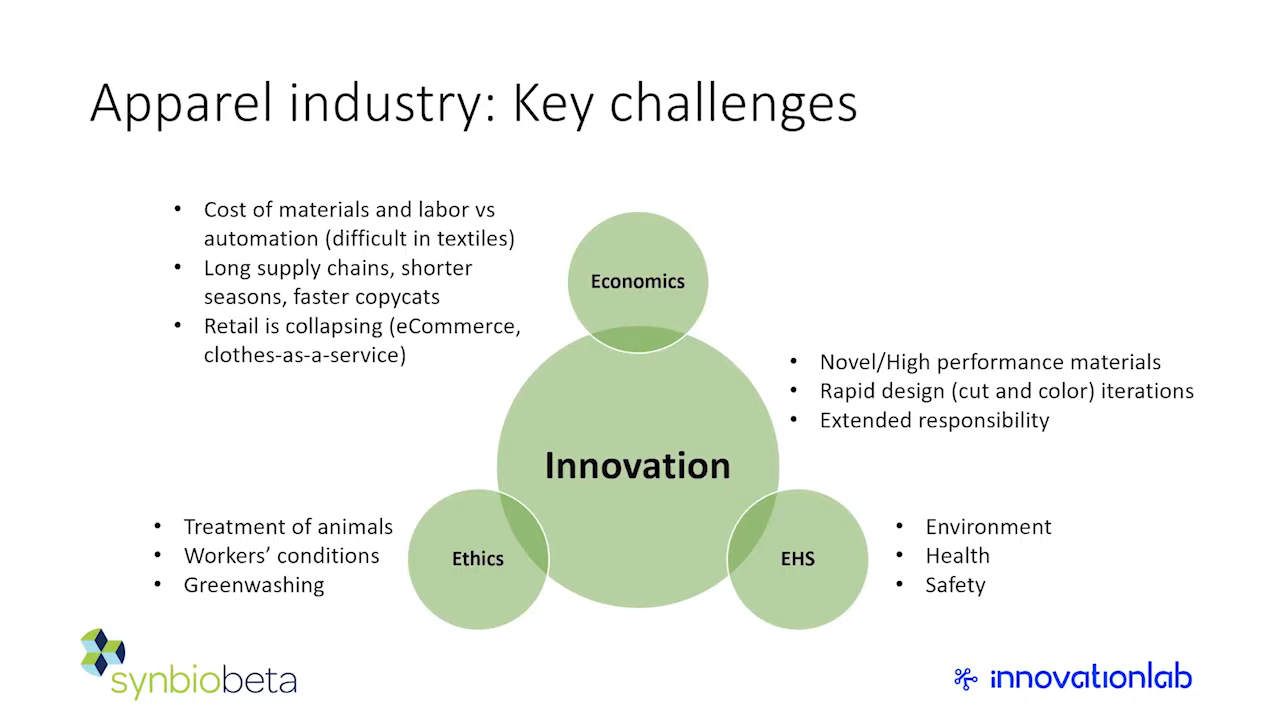 Apparel industry: Key challenges
• Cost of materials and labor vs
automation (difficult in textiles)
• Long supply chains, shorter
seasons, faster copycats
• Retail is collapsing (eCommerce,
clothes-as-a-service)
Economics
• Novel/High performance materials
• Rapid design (cut and color) iterations
• Extended responsibility
Innovation
• Treatment of animals
• Workers’ conditions
• Greenwashing
Ethics
EHS
• Environment
• Health
• Safety
synbiobeta
innovationlab